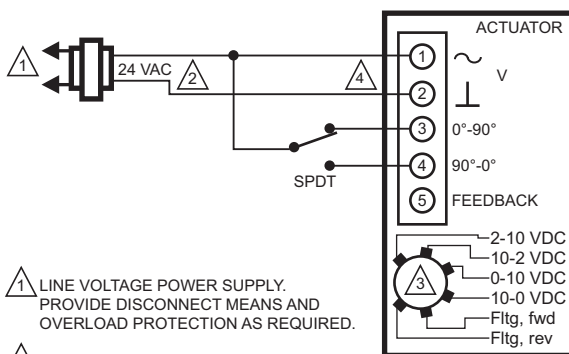 ACTUATOR
1
24 VAC
2
4
1
V
2
3
0°-90°
4
90°-0°
SPDT
5
FEEDBACK
2-10 VDC
10-2 VDC
0-10 VDC
10-0 VDC
Fltg, fwd
Fltg, rev
3
1 LINE VOLTAGE POWER SUPPLY.
PROVIDE DISCONNECT MEANS AND
OVERLOAD PROTECTION AS REQUIRED.